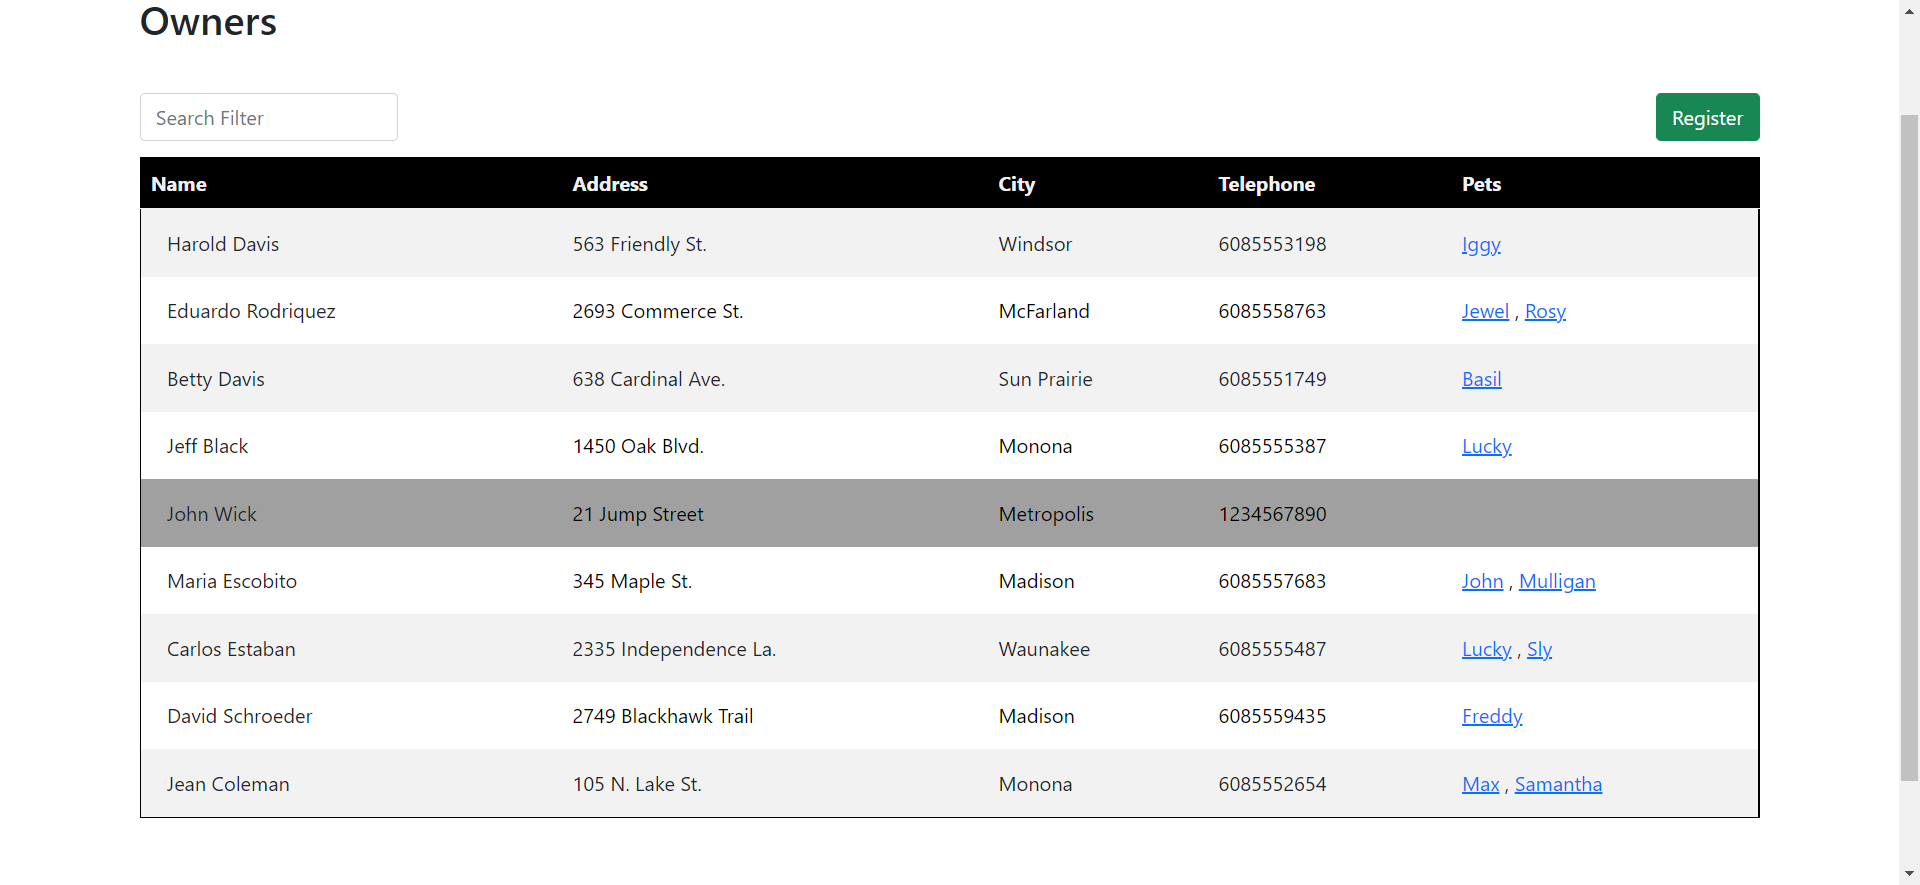 Owners
Search Filter Register
Name Address City Telephone Pets
Harold Davis 563 Friendly St. Windsor 6085553198 Iggy
Eduardo Rodriquez 2693 Commerce St. McFarland 6085558763 Jewel , Rosy
Betty Davis 638 Cardinal Ave. Sun Prairie 6085551749 Basil
Jeff Black 1450 Oak Blvd. Monona 6085555387 Lucky
John Wick 21 Jump Street Metropolis 1234567890
Maria Escobito 345 Maple St. Madison 6085557683 John , Mulligan
Carlos Estaban 2335 Independence La. Waunakee 6085555487 Lucky , Sly
David Schroeder 2749 Blackhawk Trail Madison 6085559435 Freddy
Jean Coleman 105 N. Lake St. Monona 6085552654 Max , Samantha